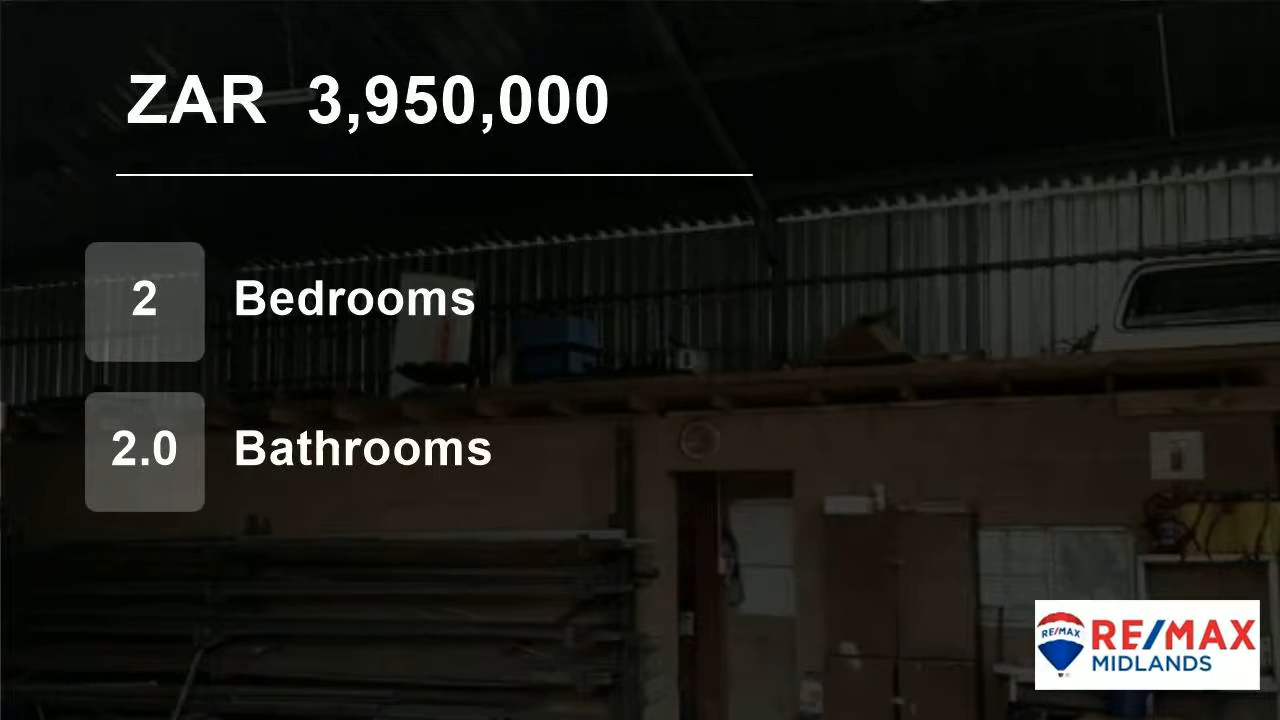 ZAR 3,950,000
2 Bedrooms
2.0 Bathrooms
RE/MAX
RE/MAX
MIDLANDS